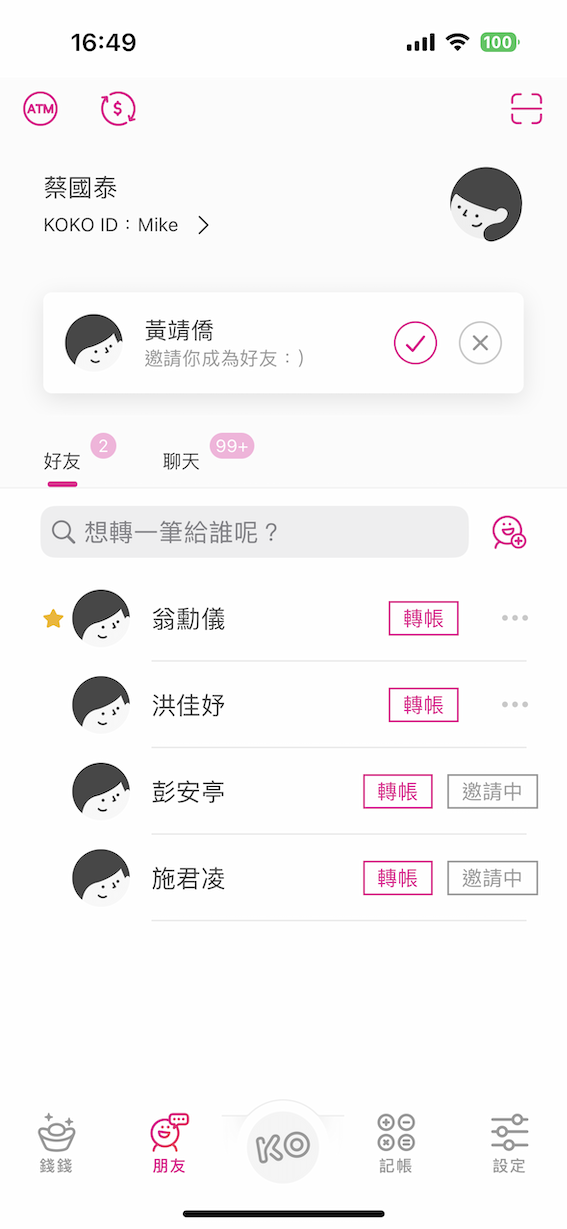 16:49
100
ATM
$
蔡國泰
KOKO ID：Mike
黃靖僑
邀請你成為好友：)
好友 2
聊天 99+
想轉一筆給誰呢？
翁勳儀 轉帳
洪佳妤 轉帳
彭安亭 轉帳 邀請中
施君凌 轉帳 邀請中
KO
錢錢 朋友 記帳 設定